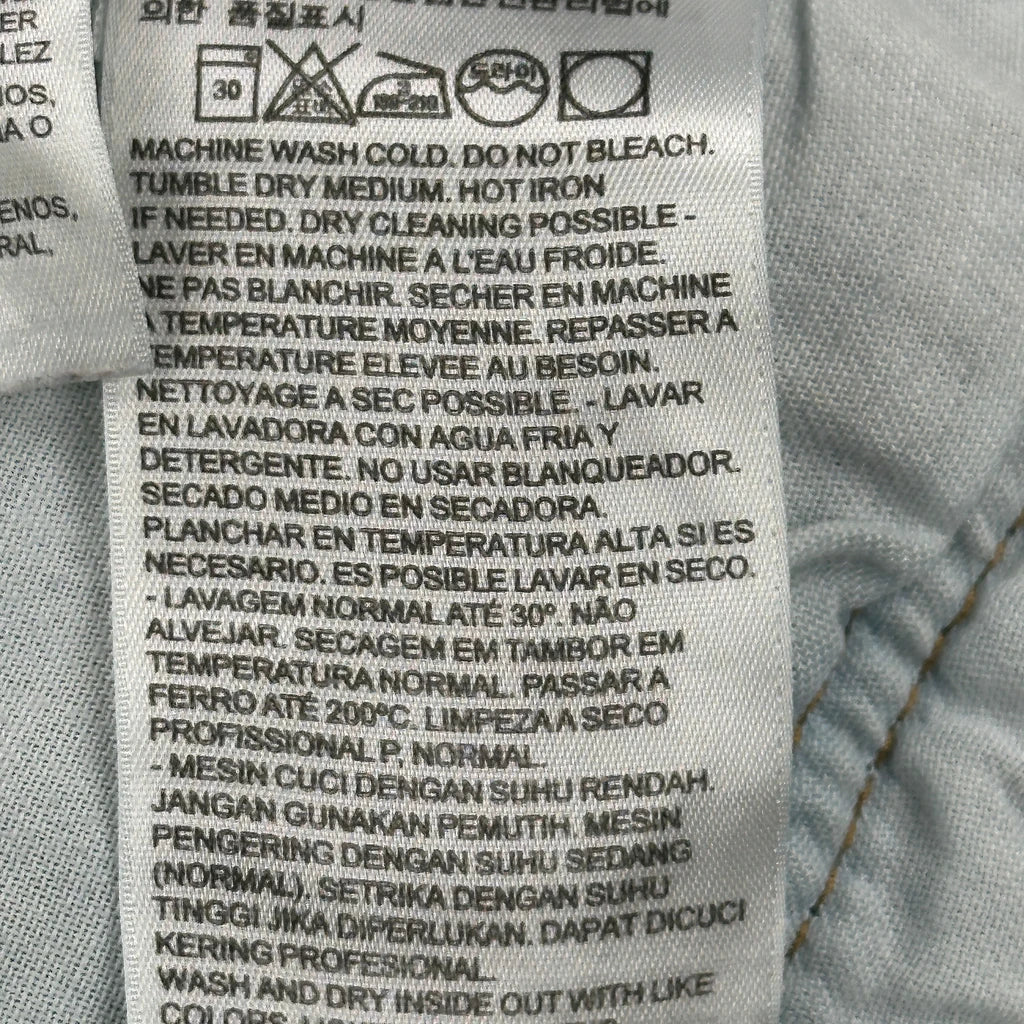 ER
LEZ
IOS,
A O
ENOS,
RAL,
의한 품질표시
30
드라이
MACHINE WASH COLD. DO NOT BLEACH.
TUMBLE DRY MEDIUM. HOT IRON
IF NEEDED. DRY CLEANING POSSIBLE -
LAVER EN MACHINE A L'EAU FROIDE.
NE PAS BLANCHIR. SECHER EN MACHINE
A TEMPERATURE MOYENNE. REPASSER A
TEMPERATURE ELEVEE AU BESOIN.
NETTOYAGE A SEC POSSIBLE. - LAVAR
EN LAVADORA CON AGUA FRIA Y
DETERGENTE. NO USAR BLANQUEADOR.
SECADO MEDIO EN SECADORA.
PLANCHAR EN TEMPERATURA ALTA SI ES
NECESARIO. ES POSIBLE LAVAR EN SECO.
- LAVAGEM NORMAL ATÉ 30º. NÃO
ALVEJAR. SECAGEM EM TAMBOR EM
TEMPERATURA NORMAL. PASSAR A
FERRO ATÉ 200ºC. LIMPEZA A SECO
PROFISSIONAL P, NORMAL.
- MESIN CUCI DENGAN SUHU RENDAH.
JANGAN GUNAKAN PEMUTIH. MESIN
PENGERING DENGAN SUHU SEDANG
(NORMAL). SETRIKA DENGAN SUHU
TINGGI JIKA DIPERLUKAN. DAPAT DICUCI
KERING PROFESIONAL.
WASH AND DRY INSIDE OUT WITH LIKE
COLORS.